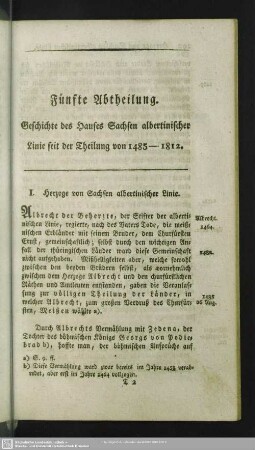 Fünfte Abtheilung.
Geschichte des Hauses Sachsen albertinischer
Linie seit der Theilung von 1485—1812.
I. Herzoge von Sachsen albertinischer Linie.
Albrecht der Beherzte, der Stifter der alberti-
nischen Linie, regierte, nach des Vaters Tode, die meiß-
nischen Erbländer mit seinem Bruder, dem Churfürsten
Ernst, gemeinschaftlich; selbst durch den wichtigen An-
fall der thüringischen Länder ward diese Gemeinschaft
nicht aufgehoben. Mißhelligkeiten aber, welche sowohl
zwischen den beyden Brüdern selbst, als vornehmlich
zwischen dem Herzoge Albrecht und den churfürstlichen
Räthen und Amtleuten entstanden, gaben die Veranlas-
sung zur völligen Theilung der Länder, in
welcher Albrecht, zum großen Verdruß des Churfür-
sten, Meißen wählte a).
Albrecht.
1464.
1482.
1485
26 Aug.
Durch Albrechts Vermählung mit Zedena, der
Tochter des böhmischen Königs Georgs von Podie-
brad b), hoffte man, der böhmischen Ansprüche auf
a) S. 9. ff.
b) Diese Vermählung ward zwar bereits im Jahre 1459 verab-
redet, aber erst im Jahre 1464 vollzogen.
T 2